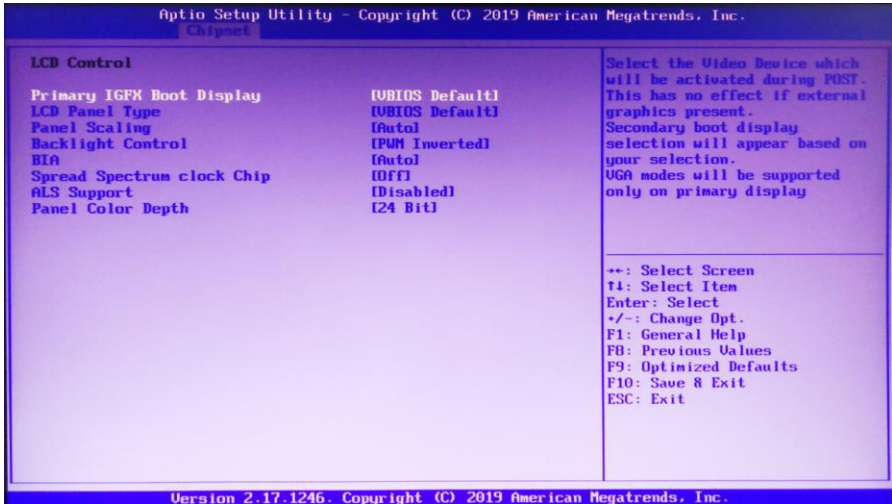 Aptio Setup Utility - Copyright (C) 2019 American Megatrends, Inc.
Chipset
LCD Control
Primary IGFX Boot Display [VBIOS Default]
LCD Panel Type [VBIOS Default]
Panel Scaling [Auto]
Backlight Control [PWM Inverted]
BIA [Auto]
Spread Spectrum clock Chip [Off]
ALS Support [Disabled]
Panel Color Depth [24 Bit]
Select the Video Device which
will be activated during POST.
This has no effect if external
graphics present.
Secondary boot display
selection will appear based on
your selection.
VGA modes will be supported
only on primary display
→←: Select Screen
↑↓: Select Item
Enter: Select
+/-: Change Opt.
F1: General Help
F8: Previous Values
F9: Optimized Defaults
F10: Save & Exit
ESC: Exit
Version 2.17.1246. Copyright (C) 2019 American Megatrends, Inc.